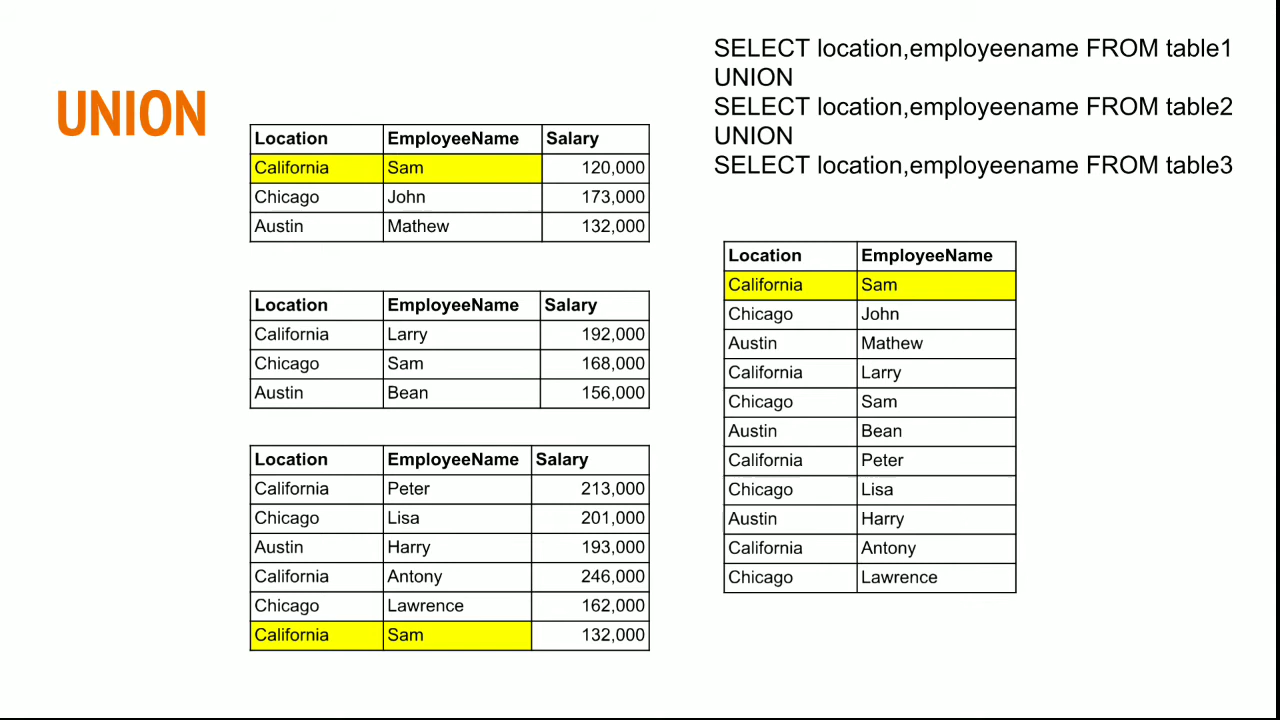 UNION
SELECT location,employeename FROM table1
UNION
SELECT location,employeename FROM table2
UNION
SELECT location,employeename FROM table3
Location EmployeeName Salary
California Sam 120,000
Chicago John 173,000
Austin Mathew 132,000
Location EmployeeName Salary
California Larry 192,000
Chicago Sam 168,000
Austin Bean 156,000
Location EmployeeName Salary
California Peter 213,000
Chicago Lisa 201,000
Austin Harry 193,000
California Antony 246,000
Chicago Lawrence 162,000
California Sam 132,000
Location EmployeeName
California Sam
Chicago John
Austin Mathew
California Larry
Chicago Sam
Austin Bean
California Peter
Chicago Lisa
Austin Harry
California Antony
Chicago Lawrence